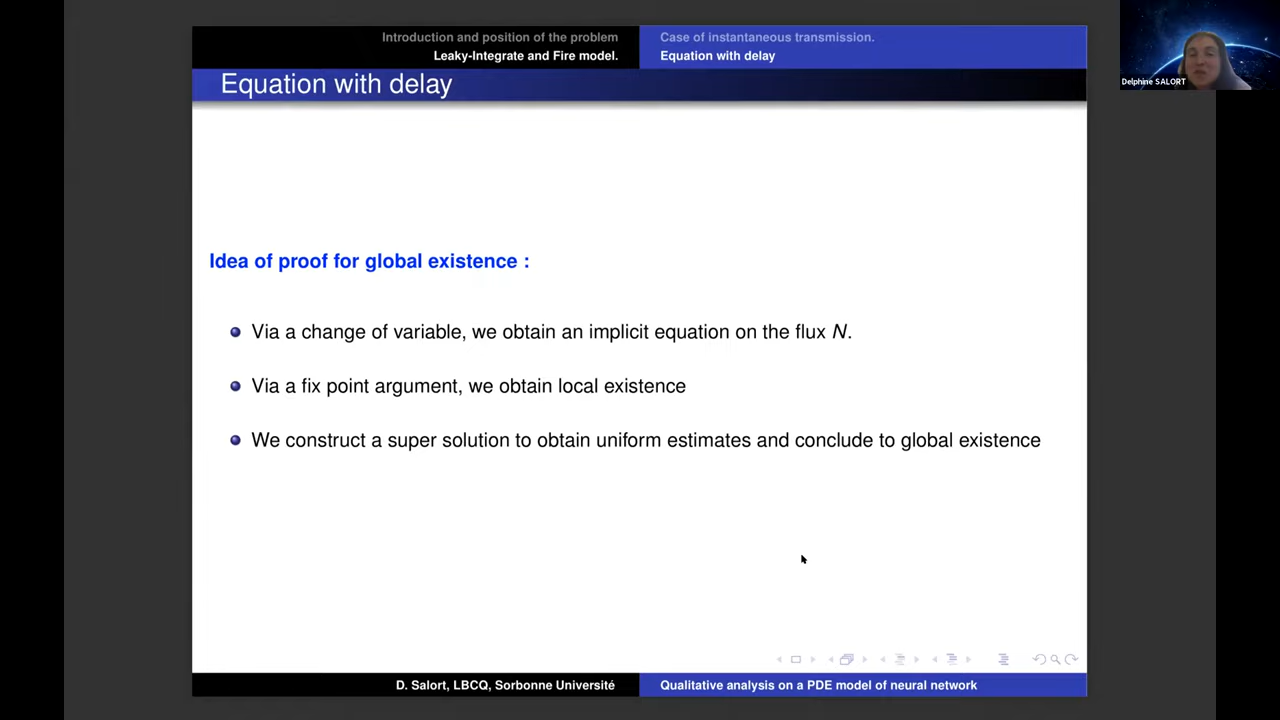 Introduction and position of the problem
Leaky-Integrate and Fire model.
Case of instantaneous transmission.
Equation with delay
Equation with delay
Delphine SALORT
Idea of proof for global existence :
Via a change of variable, we obtain an implicit equation on the flux N.
Via a fix point argument, we obtain local existence
We construct a super solution to obtain uniform estimates and conclude to global existence
D. Salort, LBCQ, Sorbonne Université
Qualitative analysis on a PDE model of neural network